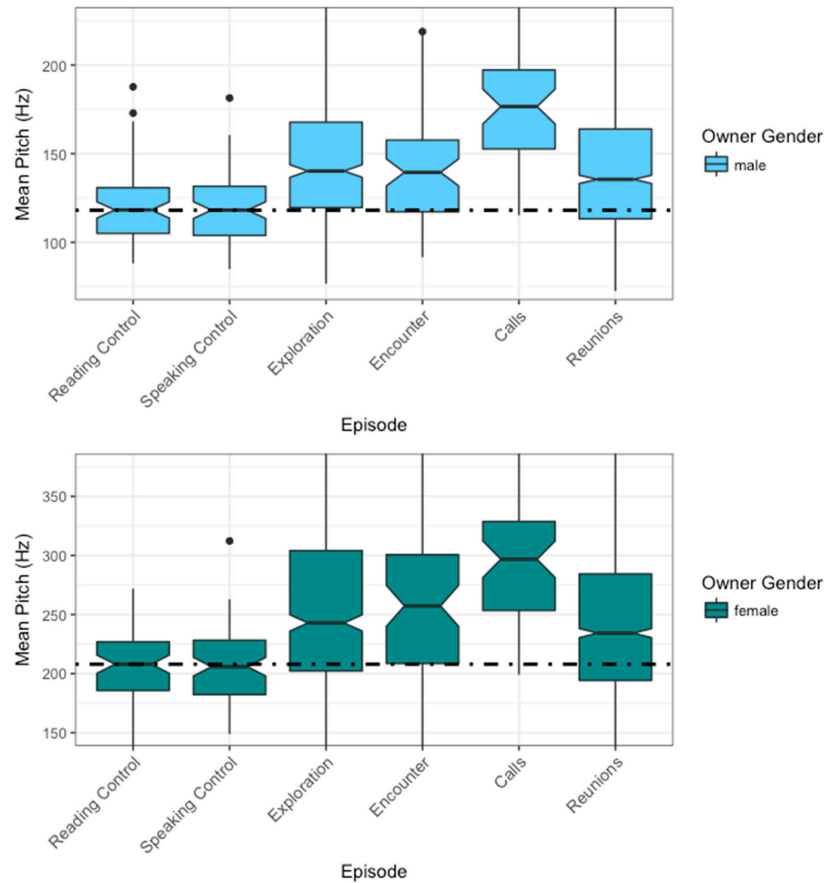 Mean Pitch (Hz)
200
150
100
Reading Control
Speaking Control
Exploration
Encounter
Calls
Reunions
Episode
Owner Gender
male
Mean Pitch (Hz)
350
300
250
200
150
Reading Control
Speaking Control
Exploration
Encounter
Calls
Reunions
Episode
Owner Gender
female